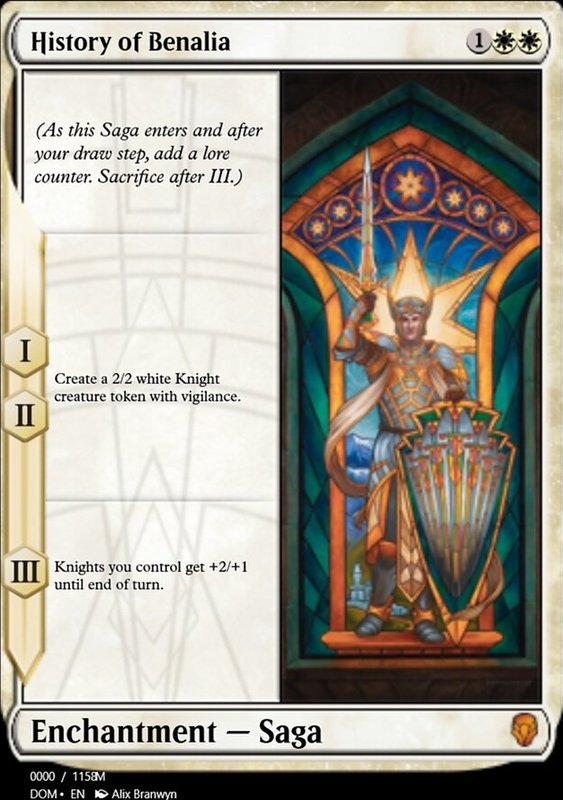 History of Benalia
1
(As this Saga enters and after
your draw step, add a lore
counter. Sacrifice after III.)
I
II
Create a 2/2 white Knight
creature token with vigilance.
III
Knights you control get +2/+1
until end of turn.
Enchantment — Saga
0000 / 1158M
DOM • EN Alix Branwyn